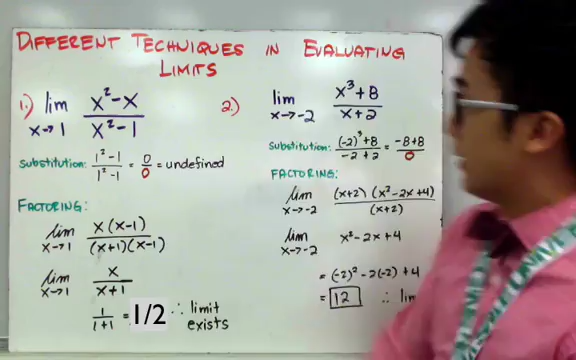 DIFFERENT TECHNIQUES IN EVALUATING
LIMITS
1.) lim x→1 (x²-x)/(x²-1)
Substitution: (1²-1)/(1²-1) = 0/0 = undefined
FACTORING:
lim x→1 x(x-1)/((x+1)(x-1))
lim x→1 x/(x+1)
1/(1+1) = 1/2 ∴ limit
exists
2.) lim x→-2 (x³+8)/(x+2)
Substitution: ((-2)³+8)/(-2+2) = (-8+8)/0
FACTORING:
lim x→-2 (x+2)(x²-2x+4)/(x+2)
lim x→-2 x²-2x+4
= (-2)²-2(-2)+4
= 12 ∴ lim